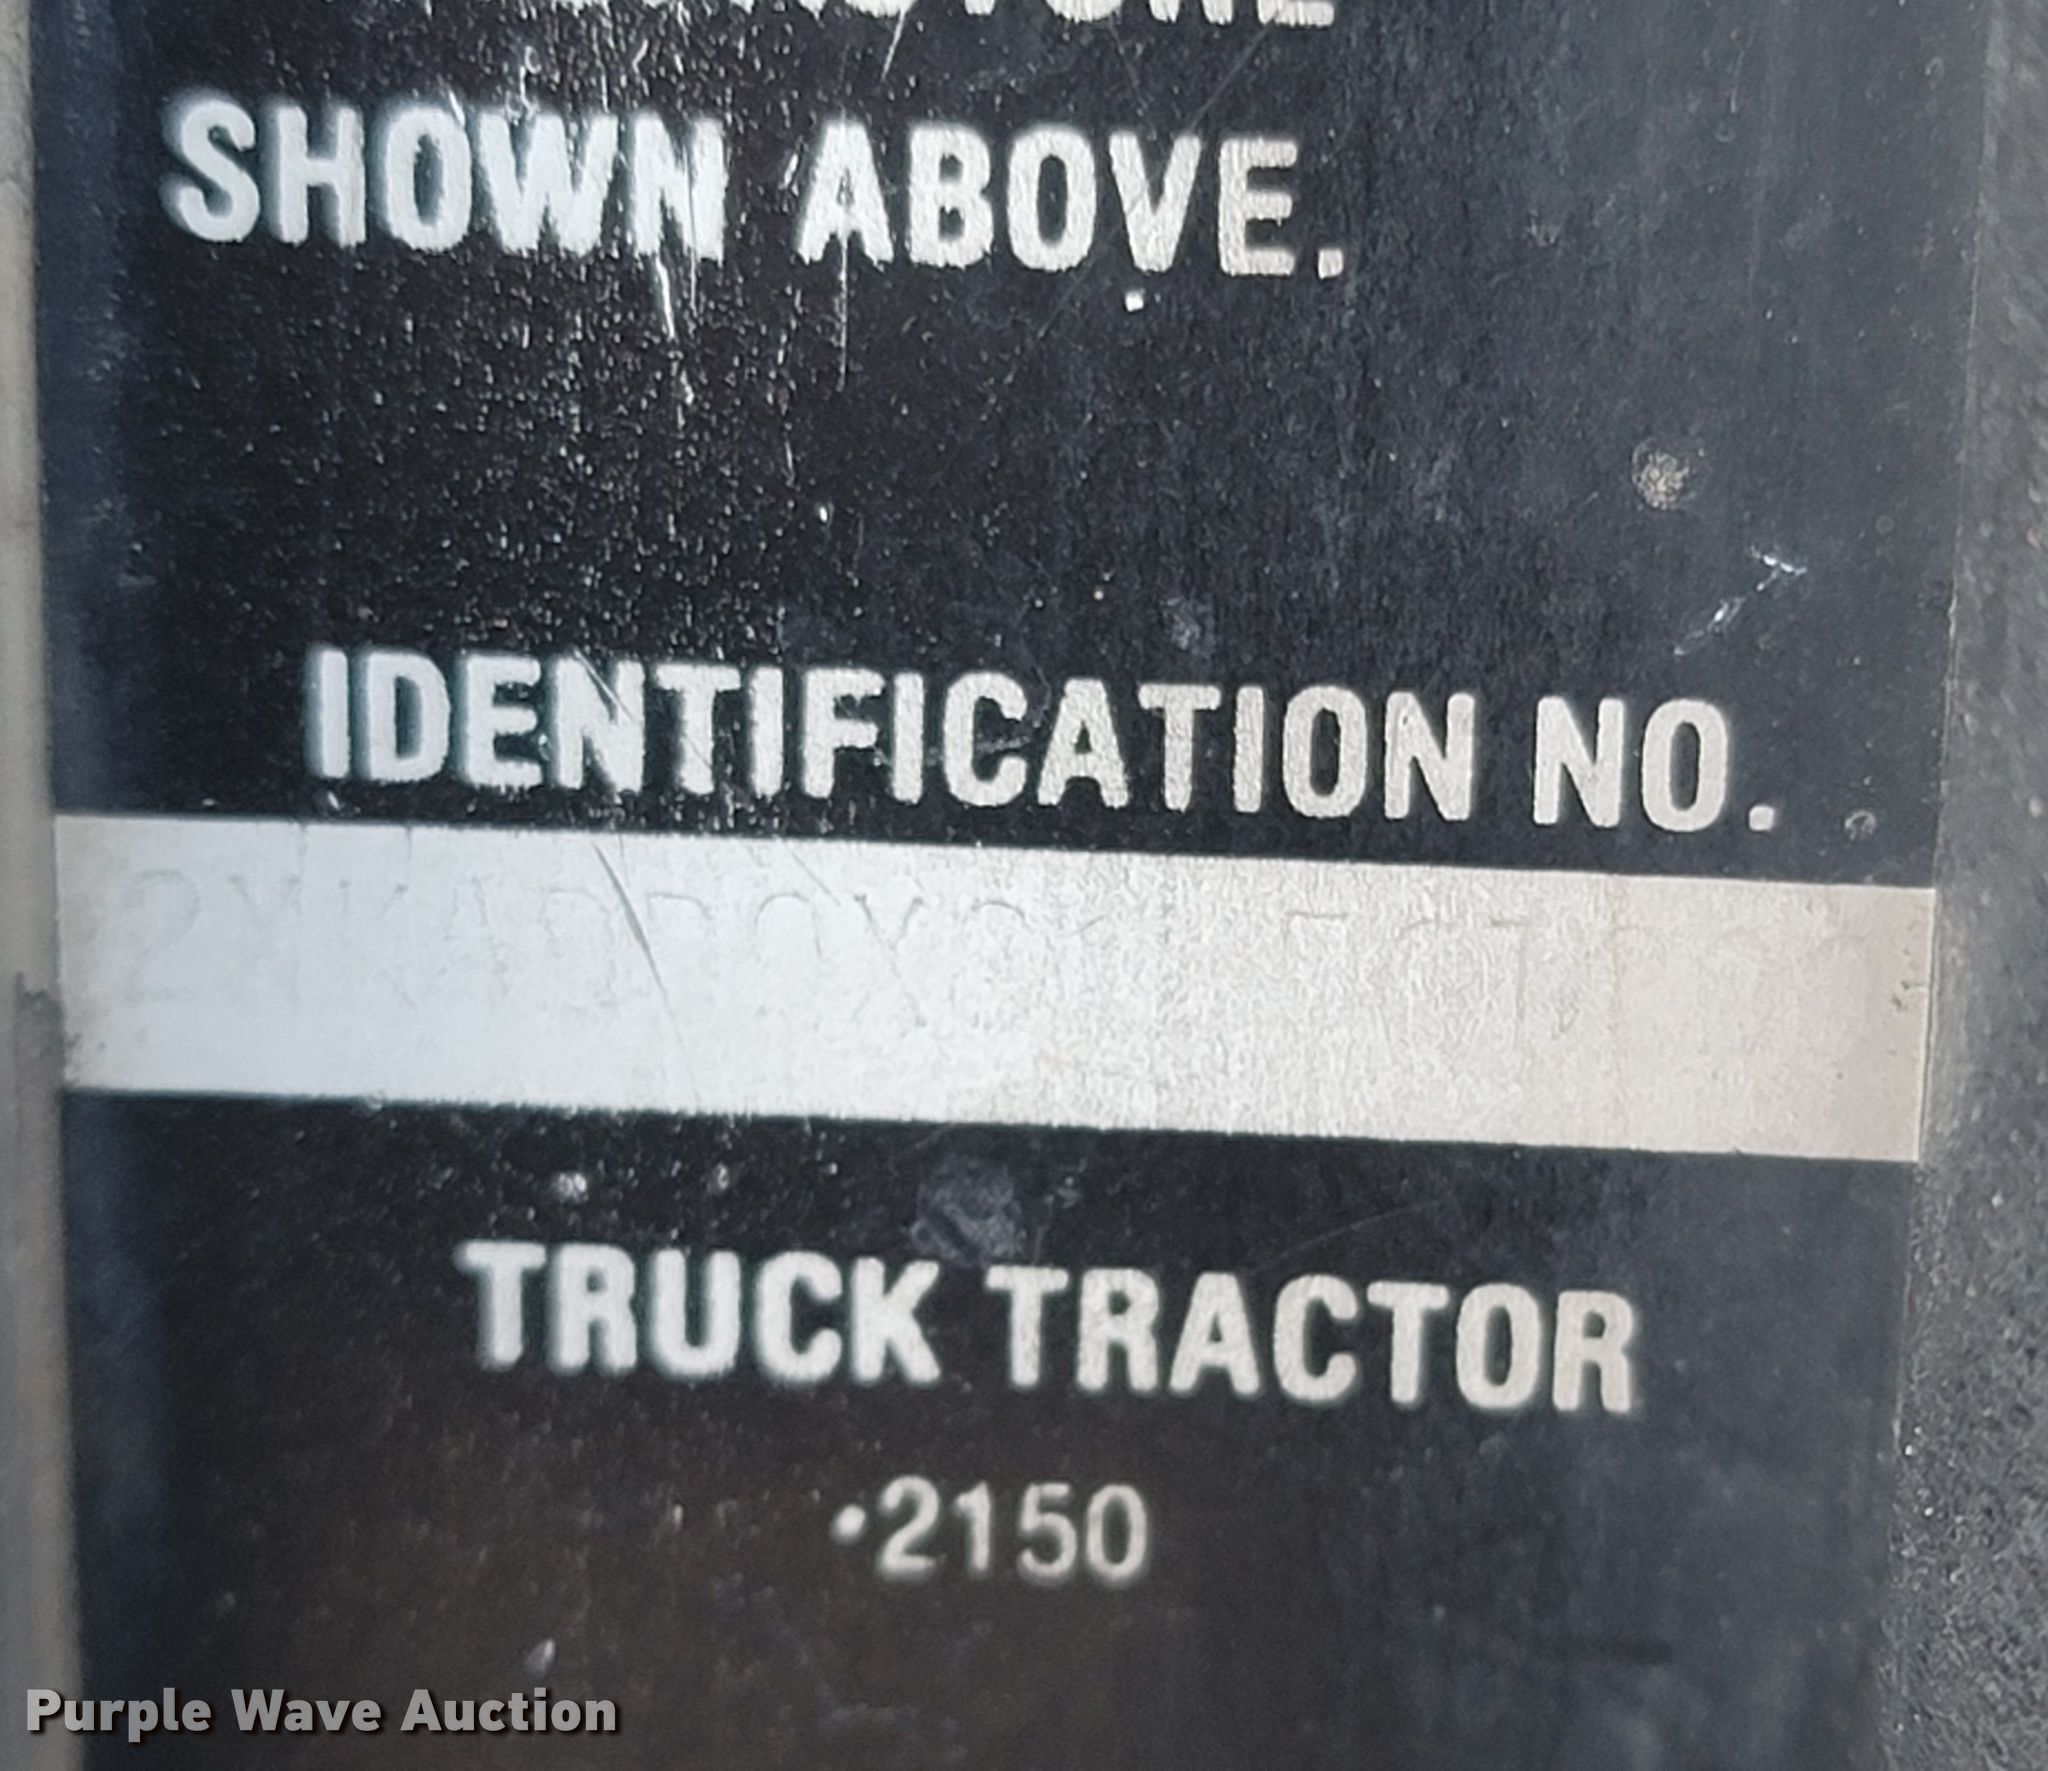 SHOWN ABOVE.
IDENTIFICATION NO.
TRUCK TRACTOR
·2150
Purple Wave Auction